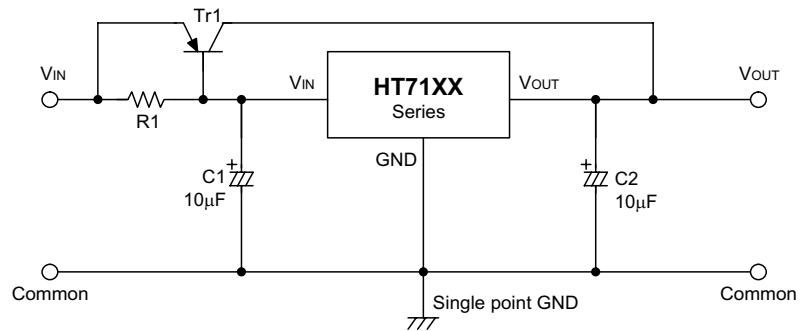 Tr1
VIN
R1
VIN
HT71XX
Series
VOUT
VOUT
GND
C1
10μF
C2
10μF
Common
Single point GND
Common